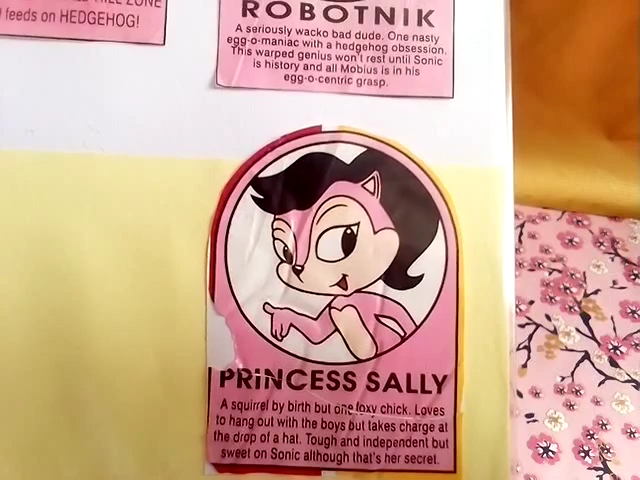 HILL ZONE
feeds on HEDGEHOG!
ROBOTNIK
A seriously wacko bad dude. One nasty
egg-o-maniac with a hedgehog obsession.
This warped genius won't rest until Sonic
is history and all Mobius is in his
egg-o-centric grasp.
PRINCESS SALLY
A squirrel by birth but one foxy chick. Loves
to hang out with the boys but takes charge at
the drop of a hat. Tough and independent but
sweet on Sonic although that's her secret.